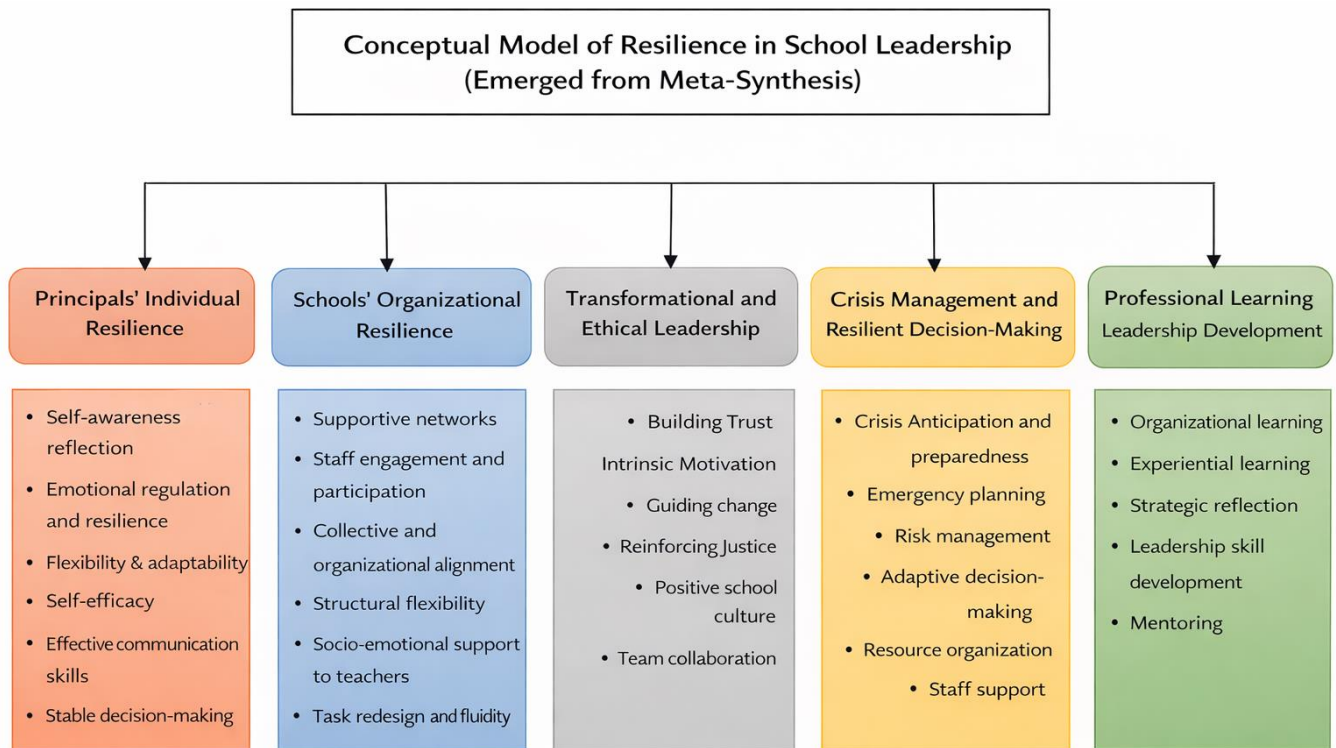 Conceptual Model of Resilience in School Leadership
(Emerged from Meta-Synthesis)
Principals' Individual
Resilience
• Self-awareness
reflection
• Emotional regulation
and resilience
• Flexibility & adaptability
• Self-efficacy
• Effective communication
skills
• Stable decision-making
Schools' Organizational
Resilience
• Supportive networks
• Staff engagement and
participation
• Collective and
organizational alignment
• Structural flexibility
• Socio-emotional support
to teachers
• Task redesign and fluidity
Transformational and
Ethical Leadership
• Building Trust
Intrinsic Motivation
• Guiding change
• Reinforcing Justice
• Positive school
culture
• Team collaboration
Crisis Management and
Resilient Decision-Making
• Crisis Anticipation and
preparedness
• Emergency planning
• Risk management
• Adaptive decision-
making
• Resource organization
• Staff support
Professional Learning
Leadership Development
• Organizational learning
• Experiential learning
• Strategic reflection
• Leadership skill
development
• Mentoring